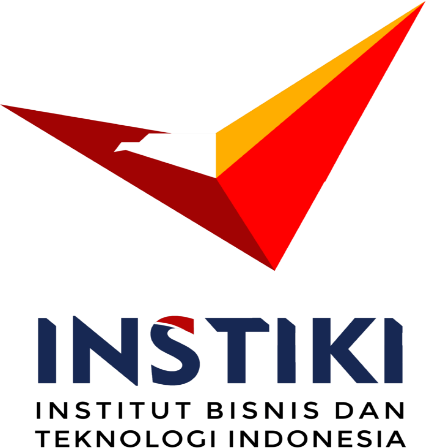 INSTIKI
INSTITUT BISNIS DAN
TEKNOLOGI INDONESIA